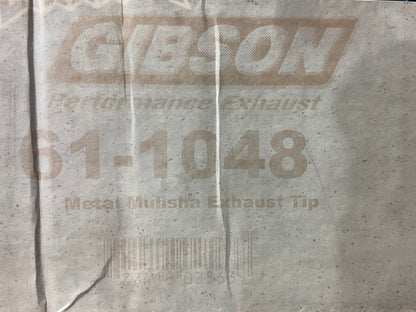 GIBSON
Performance Exhaust
61-1048
Metal Mulisha Exhaust Tip